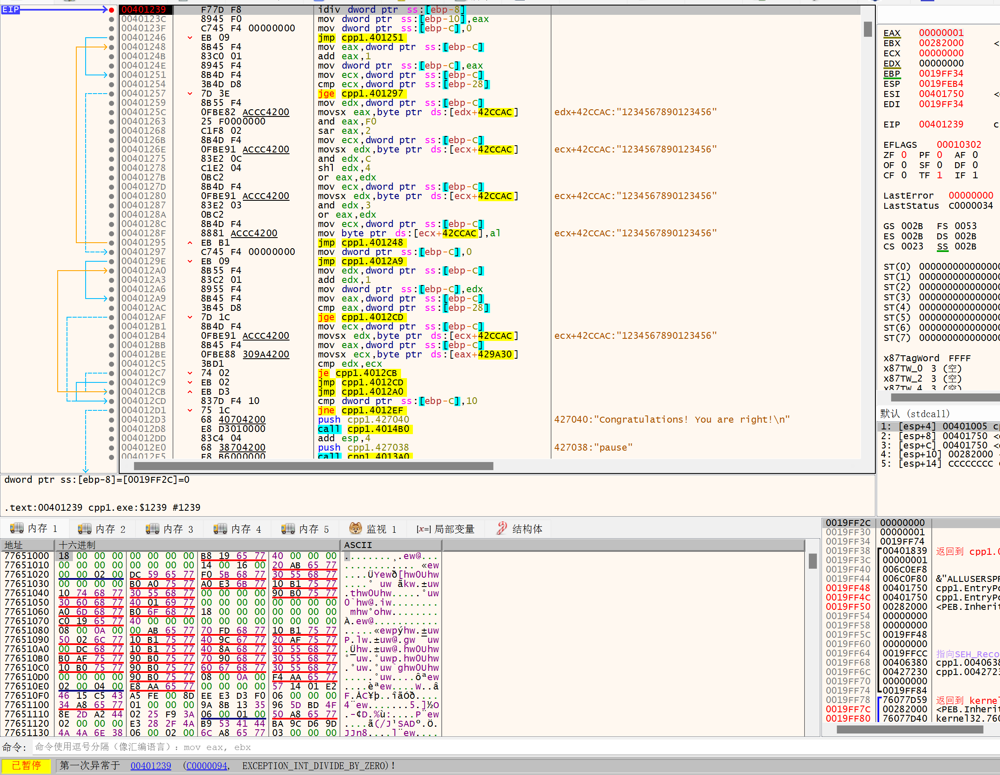 EIP
00401239 F77D F8 idiv dword ptr ss:[ebp-8]
0040123C 8945 F0 mov dword ptr ss:[ebp-10],eax
0040123F C745 F4 00000000 mov dword ptr ss:[ebp-C],0
00401246 EB 09 jmp cpp1.401251
00401248 8B45 F4 mov eax,dword ptr ss:[ebp-C]
0040124B 83C0 01 add eax,1
0040124E 8945 F4 mov dword ptr ss:[ebp-C],eax
00401251 8B4D F4 mov ecx,dword ptr ss:[ebp-C]
00401254 3B4D D8 cmp ecx,dword ptr ss:[ebp-28]
00401257 7D 3E jge cpp1.401297
00401259 8B55 F4 mov edx,dword ptr ss:[ebp-C]
0040125C 0FBE82 ACCC4200 movsx eax,byte ptr ds:[edx+42CCAC] edx+42CCAC:"1234567890123456"
00401263 25 F0000000 and eax,F0
00401268 C1F8 02 sar eax,2
0040126B 8B4D F4 mov ecx,dword ptr ss:[ebp-C]
0040126E 0FBE91 ACCC4200 movsx edx,byte ptr ds:[ecx+42CCAC] ecx+42CCAC:"1234567890123456"
00401275 83E2 0C and edx,C
00401278 C1E2 04 shl edx,4
0040127B 0BC2 or eax,edx
0040127D 8B4D F4 mov ecx,dword ptr ss:[ebp-C]
00401280 0FBE91 ACCC4200 movsx edx,byte ptr ds:[ecx+42CCAC] ecx+42CCAC:"1234567890123456"
00401287 83E2 03 and edx,3
0040128A 0BC2 or eax,edx
0040128C 8B4D F4 mov ecx,dword ptr ss:[ebp-C]
0040128F 8881 ACCC4200 mov byte ptr ds:[ecx+42CCAC],al ecx+42CCAC:"1234567890123456"
00401295 EB B1 jmp cpp1.401248
00401297 C745 F4 00000000 mov dword ptr ss:[ebp-C],0
0040129E EB 09 jmp cpp1.4012A9
004012A0 8B55 F4 mov edx,dword ptr ss:[ebp-C]
004012A3 83C2 01 add edx,1
004012A6 8955 F4 mov dword ptr ss:[ebp-C],edx
004012A9 8B45 F4 mov eax,dword ptr ss:[ebp-C]
004012AC 3B45 D8 cmp eax,dword ptr ss:[ebp-28]
004012AF 7D 1C jge cpp1.4012CD
004012B1 8B4D F4 mov ecx,dword ptr ss:[ebp-C]
004012B4 0FBE91 ACCC4200 movsx edx,byte ptr ds:[ecx+42CCAC] ecx+42CCAC:"1234567890123456"
004012BB 8B45 F4 mov eax,dword ptr ss:[ebp-C]
004012BE 0FBE88 309A4200 movsx ecx,byte ptr ds:[eax+429A30]
004012C5 3BD1 cmp edx,ecx
004012C7 74 02 je cpp1.4012CB
004012C9 EB 02 jmp cpp1.4012CD
004012CB EB D3 jmp cpp1.4012A0
004012CD 837D F4 10 cmp dword ptr ss:[ebp-C],10
004012D1 75 1C jne cpp1.4012EF
004012D3 68 40704200 push cpp1.427040 427040:"Congratulations! You are right!\n"
004012D8 E8 D3010000 call cpp1.4014B0
004012DD 83C4 04 add esp,4
004012E0 68 38704200 push cpp1.427038 427038:"pause"
004012E5 E8 B6000000 call cpp1.4013A0
EAX 00000001
EBX 00282000 <
ECX 00000000
EDX 00000000
EBP 0019FF34
ESP 0019FEB4
ESI 00401750 <
EDI 0019FF34
EIP 00401239 c
EFLAGS 00010302
ZF 0 PF 0 AF 0
OF 0 SF 0 DF 0
CF 0 TF 1 IF 1
LastError 00000000
LastStatus C0000034
GS 002B FS 0053
ES 002B DS 002B
CS 0023 SS 002B
ST(0) 000000000000000
ST(1) 000000000000000
ST(2) 000000000000000
ST(3) 000000000000000
ST(4) 000000000000000
ST(5) 000000000000000
ST(6) 000000000000000
ST(7) 000000000000000
x87TagWord FFFF
x87TW_0 3 (空)
x87TW_2 3 (空)
x87TW_4 3 (空)
默认 (stdcall)
1: [esp+4] 00401005 cp
2: [esp+8] 00401750 <
3: [esp+C] 00401750 <
4: [esp+10] 00282000
5: [esp+14] CCCCCCCC
dword ptr ss:[ebp-8]=[0019FF2C]=0
.text:00401239 cpp1.exe:$1239 #1239
内存 1 内存 2 内存 3 内存 4 内存 5 监视 1 [x=] 局部变量 结构体
地址 十六进制 ASCII
77651000 18 00 00 00 00 00 00 00 B8 19 65 77 40 00 00 00 ........¸.ew@...
77651010 00 00 00 00 00 00 00 00 14 00 16 00 20 AB 65 77 ............ «ew
77651020 00 00 02 00 DC 59 65 77 F0 5B 68 77 30 55 68 77 ....ÜYewð[hw0Uhw
77651030 00 00 00 00 B0 A0 75 77 A0 E3 6B 77 10 B1 75 77 ....° uw ãkw.±uw
77651040 10 74 68 77 30 55 68 77 00 00 00 00 90 B0 75 77 .thw0Uhw.....°uw
77651050 30 60 68 77 40 01 69 77 00 00 00 00 00 00 00 00 0`hw@.iw........
77651060 A0 6D 68 77 B0 6F 68 77 18 00 00 00 00 00 00 00 mhw°ohw........
77651070 C0 19 65 77 40 00 00 00 00 00 00 00 00 00 00 00 À.ew@...........
77651080 08 00 0A 00 00 AB 65 77 70 FD 68 77 10 B1 75 77 .....«ewpýhw.±uw
77651090 50 02 6C 77 10 B1 75 77 40 9C 67 77 20 AF 75 77 P.lw.±uw@.gw ¯uw
776510A0 00 DC 68 77 10 B1 75 77 40 8A 68 77 30 55 68 77 .Ühw.±uw@.hw0Uhw
776510B0 B0 AF 75 77 90 B0 75 77 70 90 68 77 30 55 68 77 °¯uw.°uwp.hw0Uhw
776510C0 10 B0 75 77 90 B0 75 77 60 67 68 77 30 55 68 77 .°uw.°uw`ghw0Uhw
776510D0 00 00 00 00 90 B0 75 77 08 00 0A 00 F4 AA 65 77 .....°uw....ôªew
776510E0 02 00 04 00 E8 AA 65 77 00 00 00 00 57 14 01 E2 ....èªew....W..â
776510F0 46 15 C5 43 A5 FE 00 8D EE E3 D3 F0 06 00 00 00 F.ÅC¥þ..îãÓð....
77651100 34 A8 65 77 01 00 00 00 9A 8B 13 35 96 5D BD 4F 4¨ew.......5.]½O
77651110 8E 2D A2 44 02 25 F9 3A 06 00 01 00 50 A8 65 77 .-¢D.%ù:....P¨ew
77651120 02 00 00 00 E3 28 2F 4A B9 53 41 44 BA 9C D6 9D ....ã(/J¹SADº.Ö.
77651130 4A 4A 6E 38 06 00 02 00 6C A8 65 77 03 00 00 00 JJn8....l¨ew....
0019FF2C 00000000
0019FF30 00000001
0019FF34 0019FF74
0019FF38 00401839 返回到 cpp1.0
0019FF3C 00000001
0019FF40 006C0EF8
0019FF44 006C0F80 &"ALLUSERSPR
0019FF48 00401750 cpp1.EntryPo
0019FF4C 00401750 cpp1.EntryPo
0019FF50 00282000 <PEB.Inherit
0019FF54 00000000
0019FF58 00000000
0019FF5C 0019FF48
0019FF60 00000000
0019FF64 0019FFCC 指向SEH_Reco
0019FF68 00406380 cpp1.0040638
0019FF6C 00427230 cpp1.0042723
0019FF70 00000000
0019FF74 0019FF84
0019FF78 76077D59 返回到 kernel
0019FF7C 00282000 <PEB.Inherit
0019FF80 76077D40 kernel32.760
命令: 命令使用逗号分隔（像汇编语言）: mov eax, ebx
已暂停 第一次异常于 00401239 (C0000094, EXCEPTION_INT_DIVIDE_BY_ZERO)!